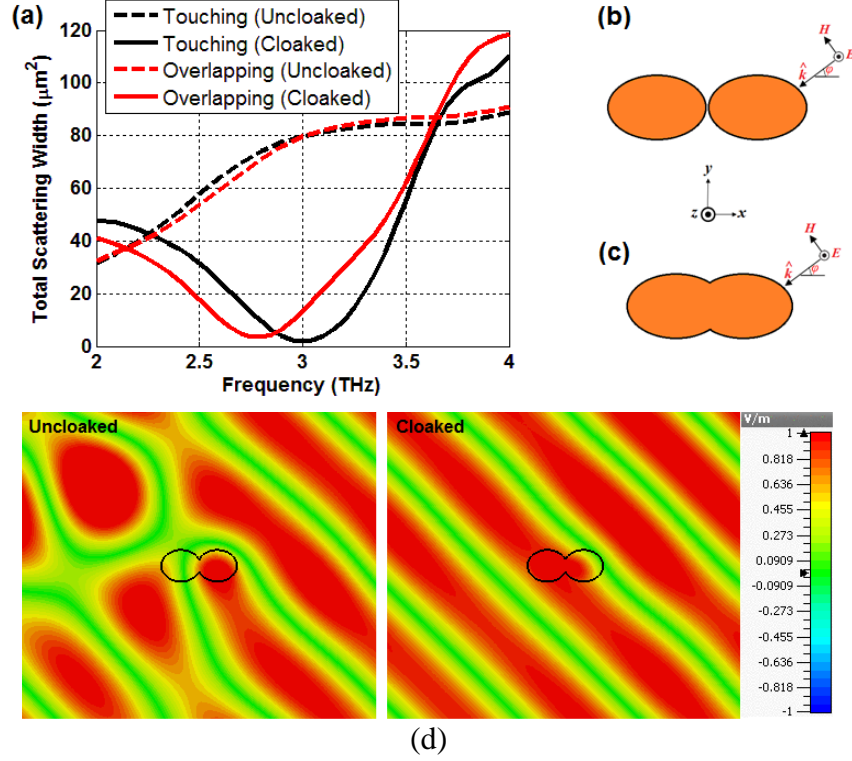 (a)
Touching (Uncloaked)
Touching (Cloaked)
Overlapping (Uncloaked)
Overlapping (Cloaked)
Total Scattering Width (μm²)
120
100
80
60
40
20
0
2 2.5 3 3.5 4
Frequency (THz)
(b)
H
E
k̂
φ
y
z x
(c)
H
E
k̂
φ
Uncloaked
Cloaked
V/m
1
0.818
0.636
0.455
0.273
0.0909
-0.0909
-0.273
-0.455
-0.636
-0.818
-1
(d)